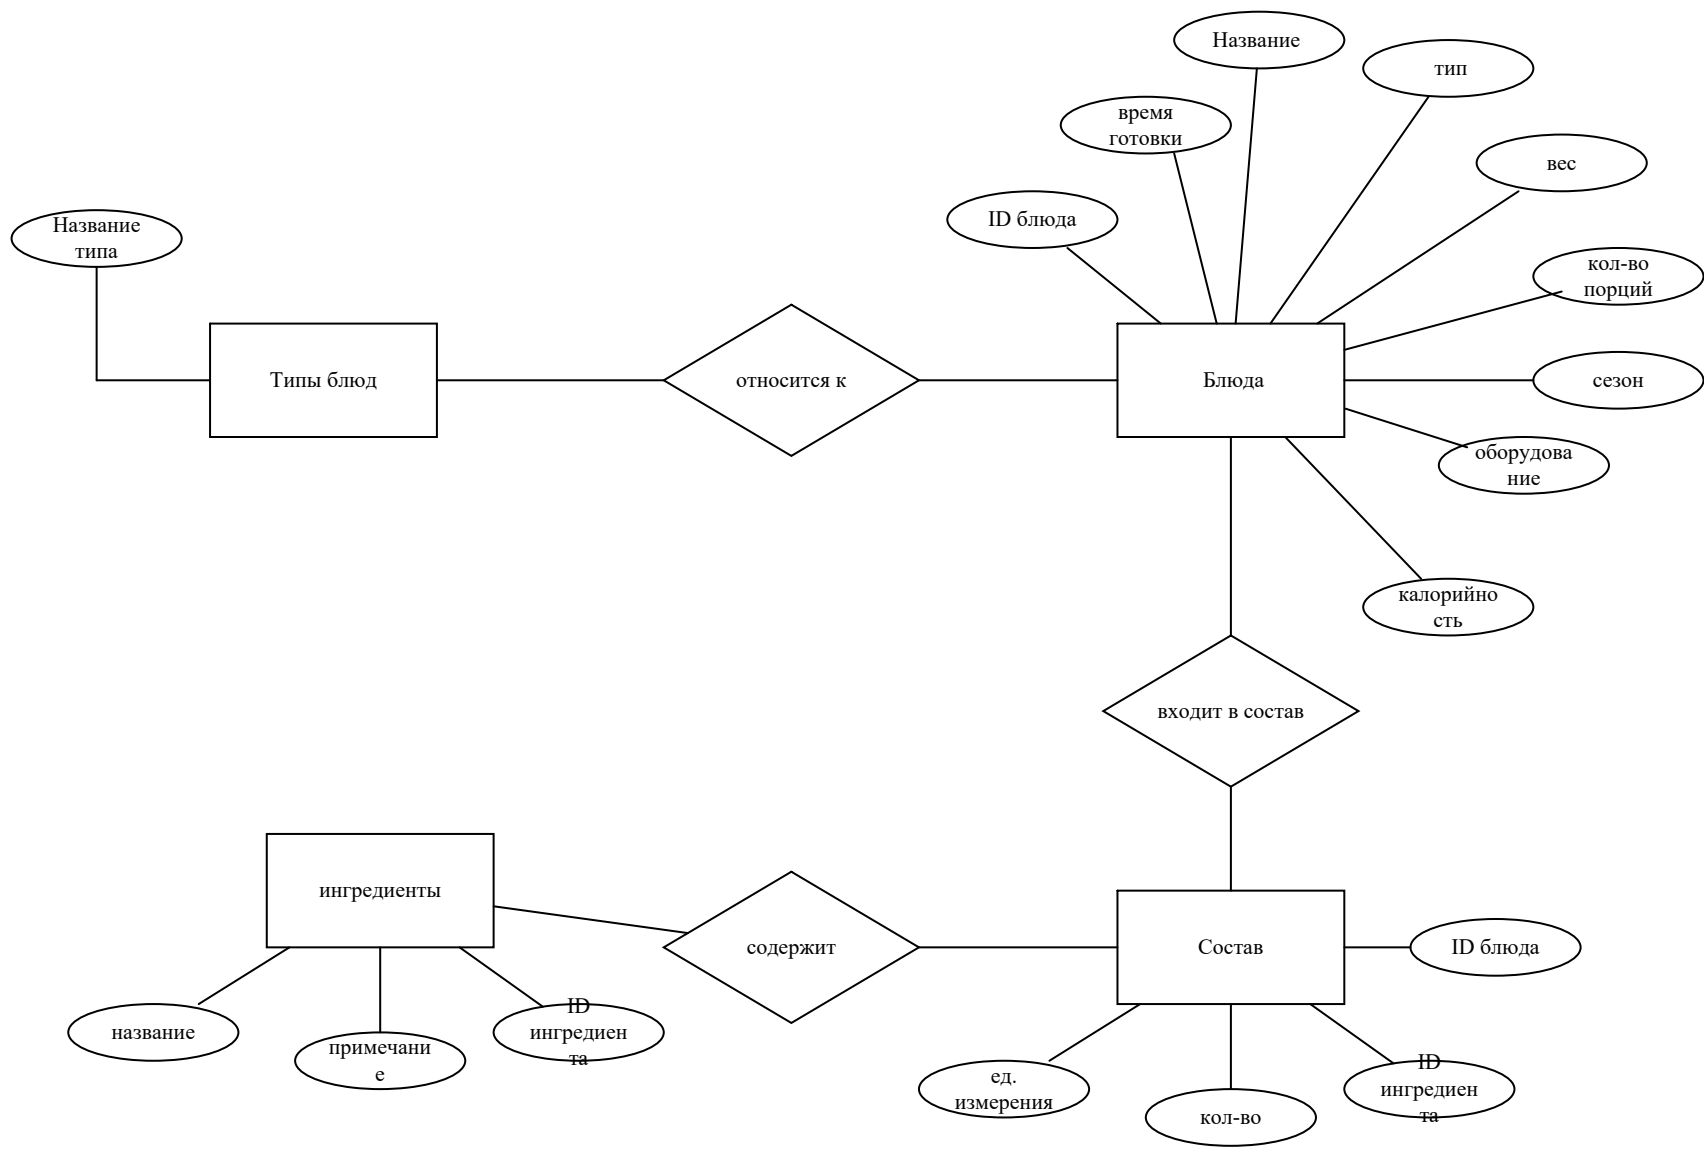 Название
тип
время
готовки
вес
ID блюда
Название
типа
кол-во
порций
Типы блюд
относится к
Блюда
сезон
оборудова
ние
калорийно
сть
входит в состав
ингредиенты
содержит
Состав
ID блюда
название
примечани
е
ID
ингредиен
та
ед.
измерения
кол-во
ID
ингредиен
та